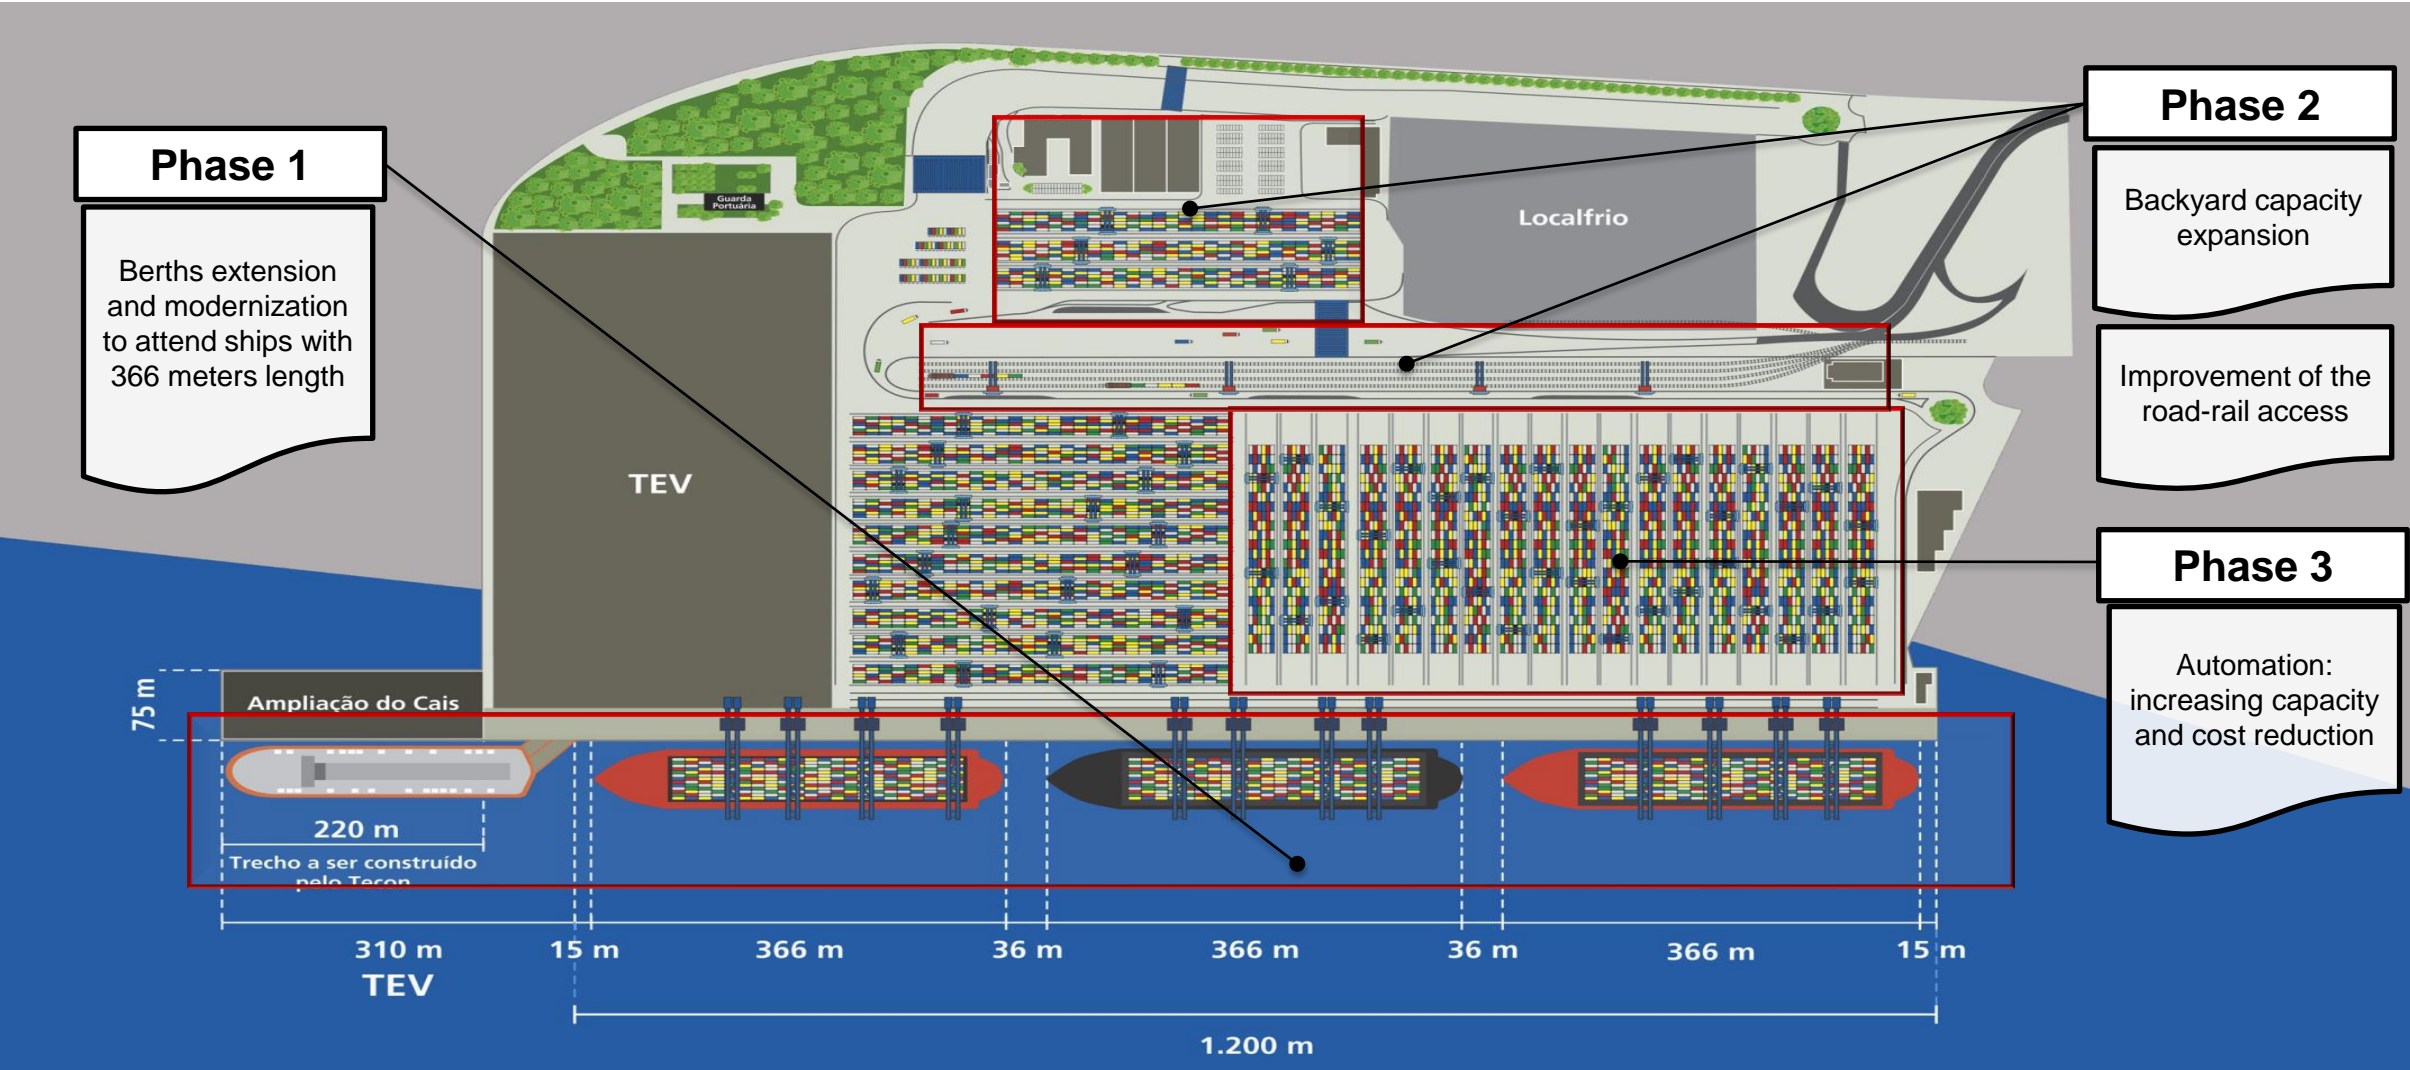 Phase 1
Berths extension
and modernization
to attend ships with
366 meters length
Phase 2
Backyard capacity
expansion
Improvement of the
road-rail access
Phase 3
Automation:
increasing capacity
and cost reduction
Guarda
Portuária
Localfrio
TEV
75 m
Ampliação do Cais
220 m
Trecho a ser construído
pelo Tecon
310 m
TEV
15 m
366 m
36 m
366 m
36 m
366 m
15 m
1.200 m